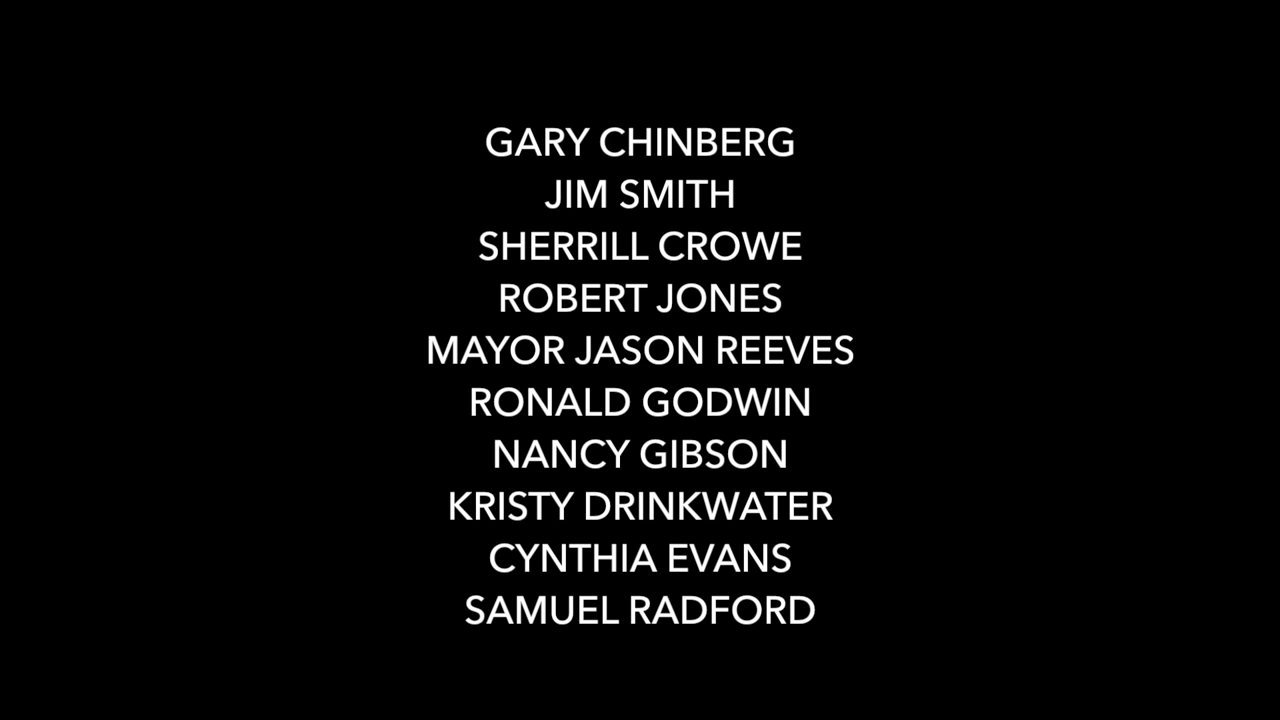 GARY CHINBERG
JIM SMITH
SHERRILL CROWE
ROBERT JONES
MAYOR JASON REEVES
RONALD GODWIN
NANCY GIBSON
KRISTY DRINKWATER
CYNTHIA EVANS
SAMUEL RADFORD